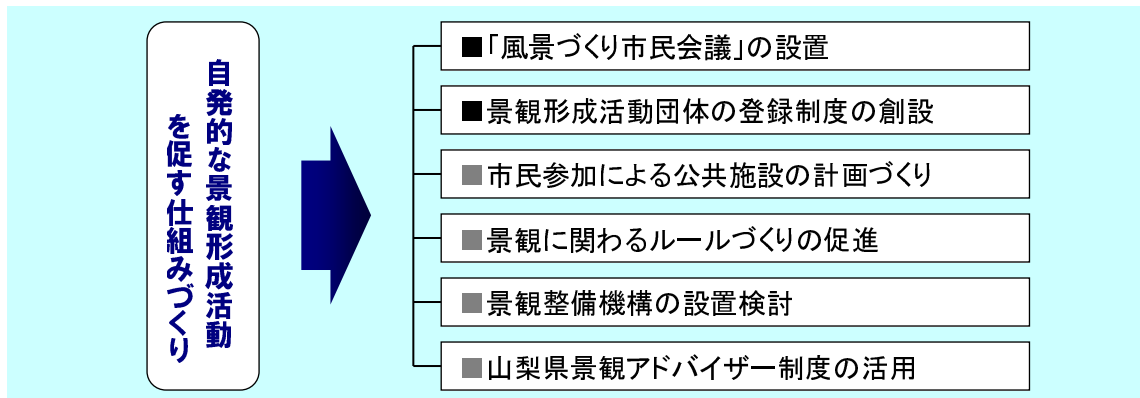 自発的な景観形成活動
を促す仕組みづくり
■「風景づくり市民会議」の設置
■景観形成活動団体の登録制度の創設
■市民参加による公共施設の計画づくり
■景観に関わるルールづくりの促進
■景観整備機構の設置検討
■山梨県景観アドバイザー制度の活用